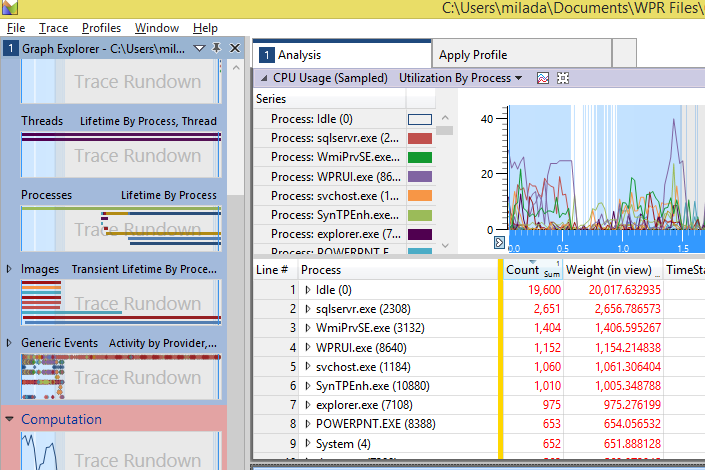 C:\Users\milada\Documents\WPR Files\
File Trace Profiles Help
1 Graph Explorer - C:\Users\mil...
Trace Rundown
Threads Lifetime By Process, Thread
Trace Rundown
Processes Lifetime By Process
Trace Rundown
Images Transient Lifetime By Proce...
Trace Rundown
Generic Events Activity by Provider,...
Trace Rundown
Computation
Trace Rundown
1 Analysis
Apply Profile
CPU Usage (Sampled) Utilization By Process
Series
Process: Idle (0)
Process: sqlservr.exe (2...
Process: WmiPrvSE.exe...
Process: WPRUI.exe (86...
Process: svchost.exe (1...
Process: SynTPEnh.exe...
Process: explorer.exe (7...
Process: POWERPNT.E...
40
20
0
0.0 0.5 1.0 1.5
Line # Process Count Sum 1 Weight (in view) TimeSta
1 Idle (0) 19,600 20,017.632935
2 sqlservr.exe (2308) 2,651 2,656.786573
3 WmiPrvSE.exe (3132) 1,404 1,406.595267
4 WPRUI.exe (8640) 1,152 1,154.214838
5 svchost.exe (1184) 1,060 1,061.306404
6 SynTPEnh.exe (10880) 1,010 1,005.348788
7 explorer.exe (7108) 975 975.276199
8 POWERPNT.EXE (8388) 653 654.056532
9 System (4) 652 651.888128